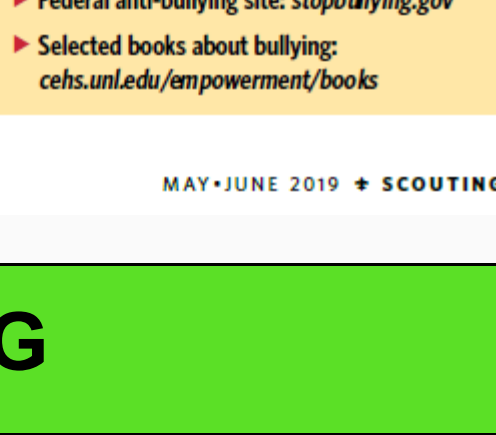 Federal anti-bullying site: stopbullying.gov
Selected books about bullying:
cehs.unl.edu/empowerment/books
MAY•JUNE 2019 ⚜ SCOUTING
G